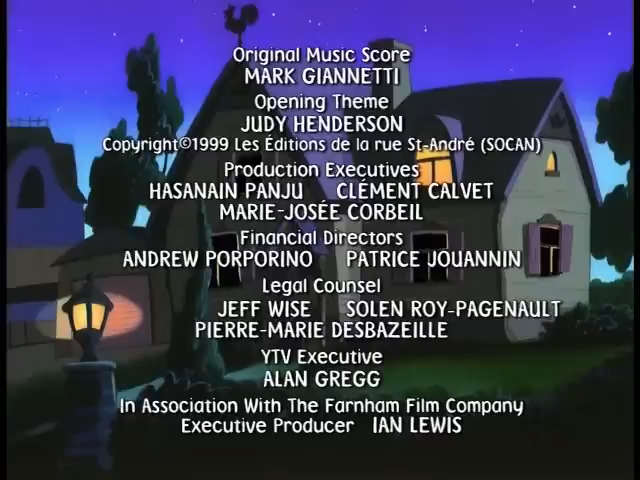 Original Music Score
MARK GIANNETTI
Opening Theme
JUDY HENDERSON
Copyright©1999 Les Éditions de la rue St-André (SOCAN)
Production Executives
HASANAIN PANJU CLÉMENT CALVET
MARIE-JOSÉE CORBEIL
Financial Directors
ANDREW PORPORINO PATRICE JOUANNIN
Legal Counsel
JEFF WISE SOLEN ROY-PAGENAULT
PIERRE-MARIE DESBAZEILLE
YTV Executive
ALAN GREGG
In Association With The Farnham Film Company
Executive Producer IAN LEWIS